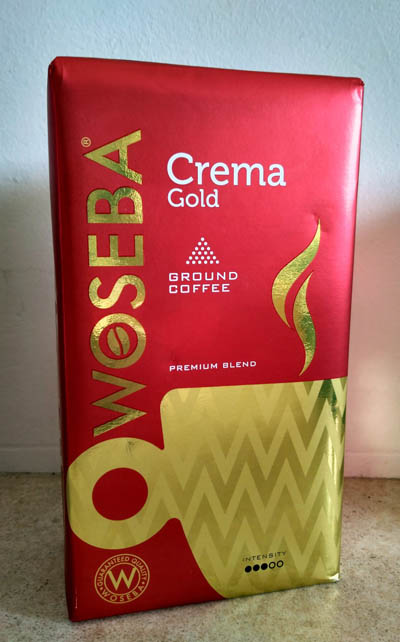 WOSEBA®
Crema
Gold
GROUND
COFFEE
PREMIUM BLEND
INTENSITY
GUARANTEED QUALITY
W
WOSEBA